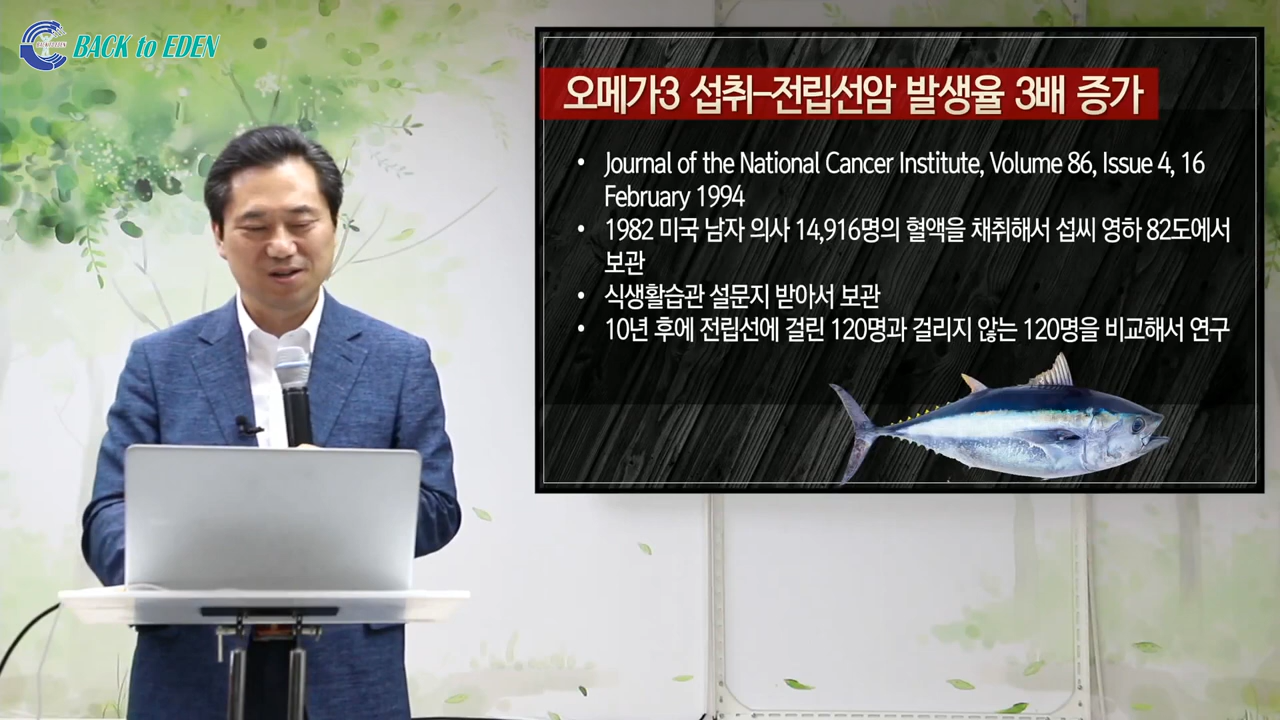 BACK to EDEN
오메가3 섭취-전립선암 발생율 3배 증가
• Journal of the National Cancer Institute, Volume 86, Issue 4, 16
February 1994
• 1982 미국 남자 의사 14,916명의 혈액을 채취해서 섭씨 영하 82도에서
보관
• 식생활습관 설문지 받아서 보관
• 10년 후에 전립선에 걸린 120명과 걸리지 않는 120명을 비교해서 연구